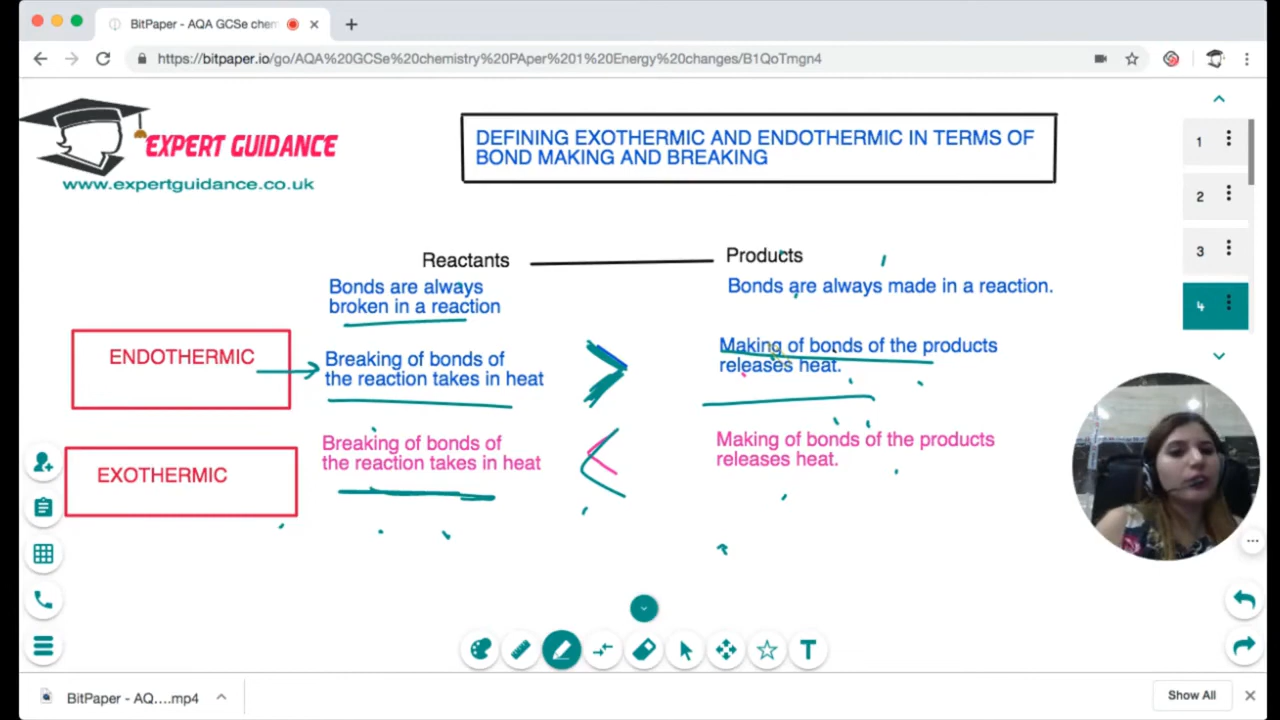 BitPaper - AQA GCSe chem
https://bitpaper.io/go/AQA%20GCSe%20chemistry%20PAper%201%20Energy%20changes/B1QoTmgn4
EXPERT GUIDANCE
www.expertguidance.co.uk
DEFINING EXOTHERMIC AND ENDOTHERMIC IN TERMS OF
BOND MAKING AND BREAKING
1
2
3
4
Reactants
Products
Bonds are always
broken in a reaction
Bonds are always made in a reaction.
ENDOTHERMIC
Breaking of bonds of
the reaction takes in heat
>
Making of bonds of the products
releases heat.
EXOTHERMIC
Breaking of bonds of
the reaction takes in heat
<
Making of bonds of the products
releases heat.
T
BitPaper - AQ....mp4
Show All